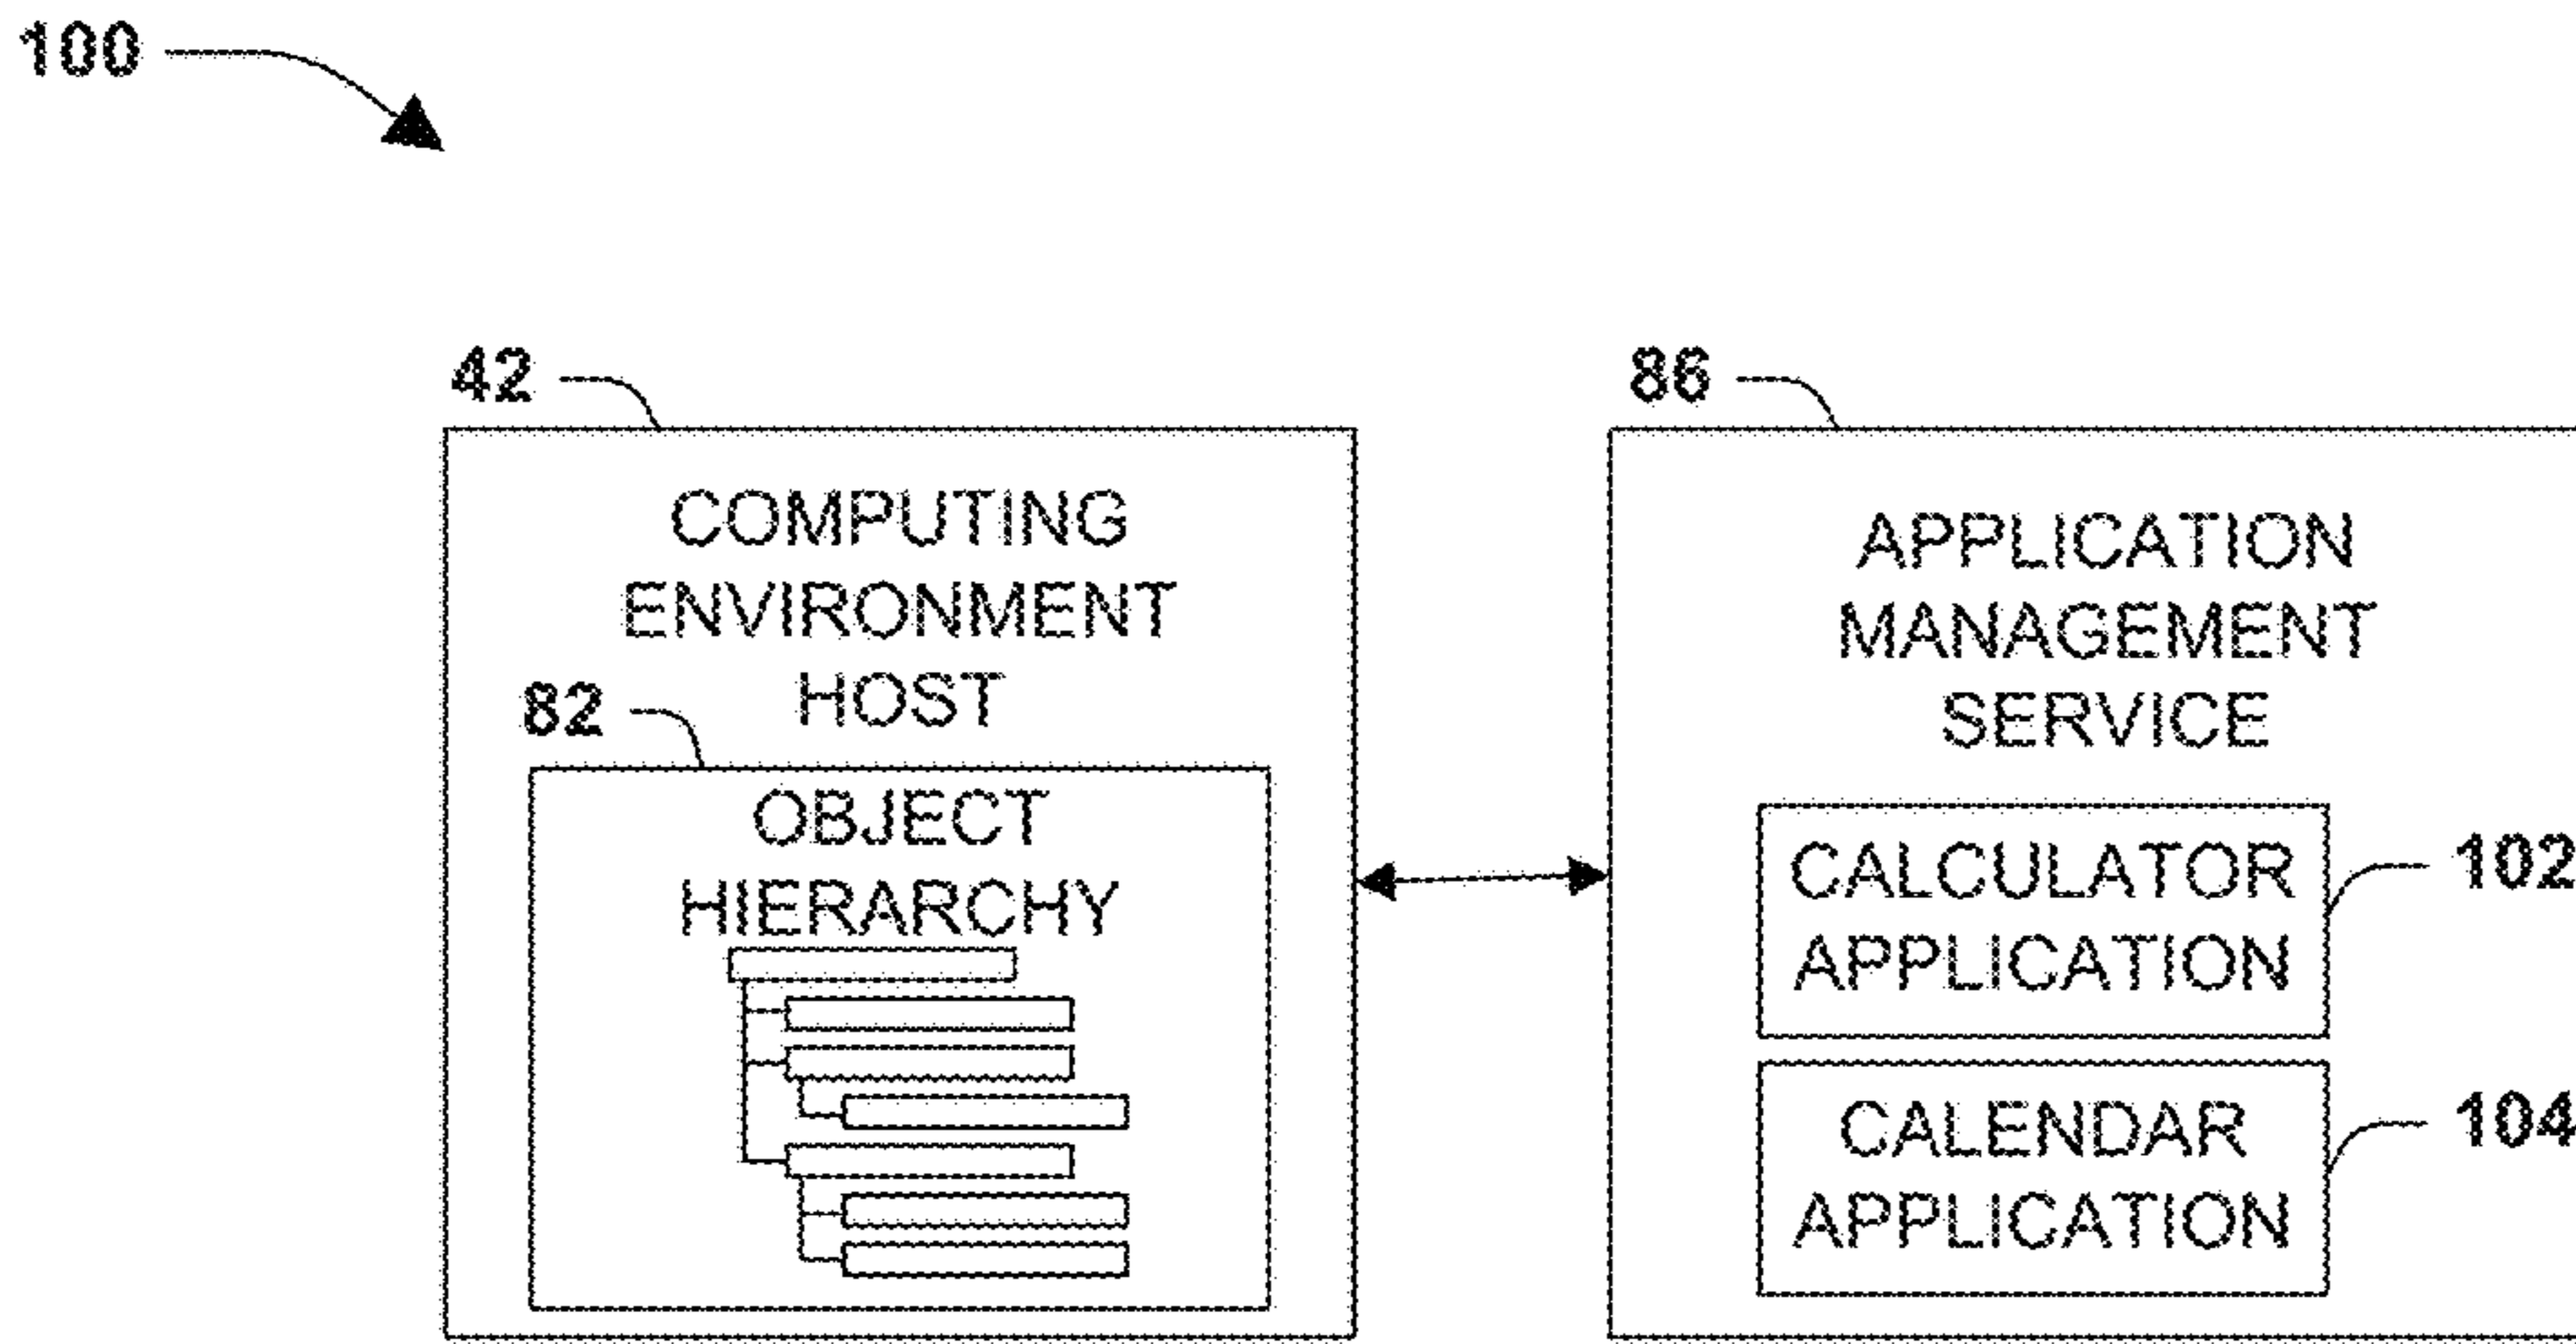 100
42
86
COMPUTING
ENVIRONMENT
HOST
82
OBJECT
HIERARCHY
APPLICATION
MANAGEMENT
SERVICE
CALCULATOR
APPLICATION
102
CALENDAR
APPLICATION
104